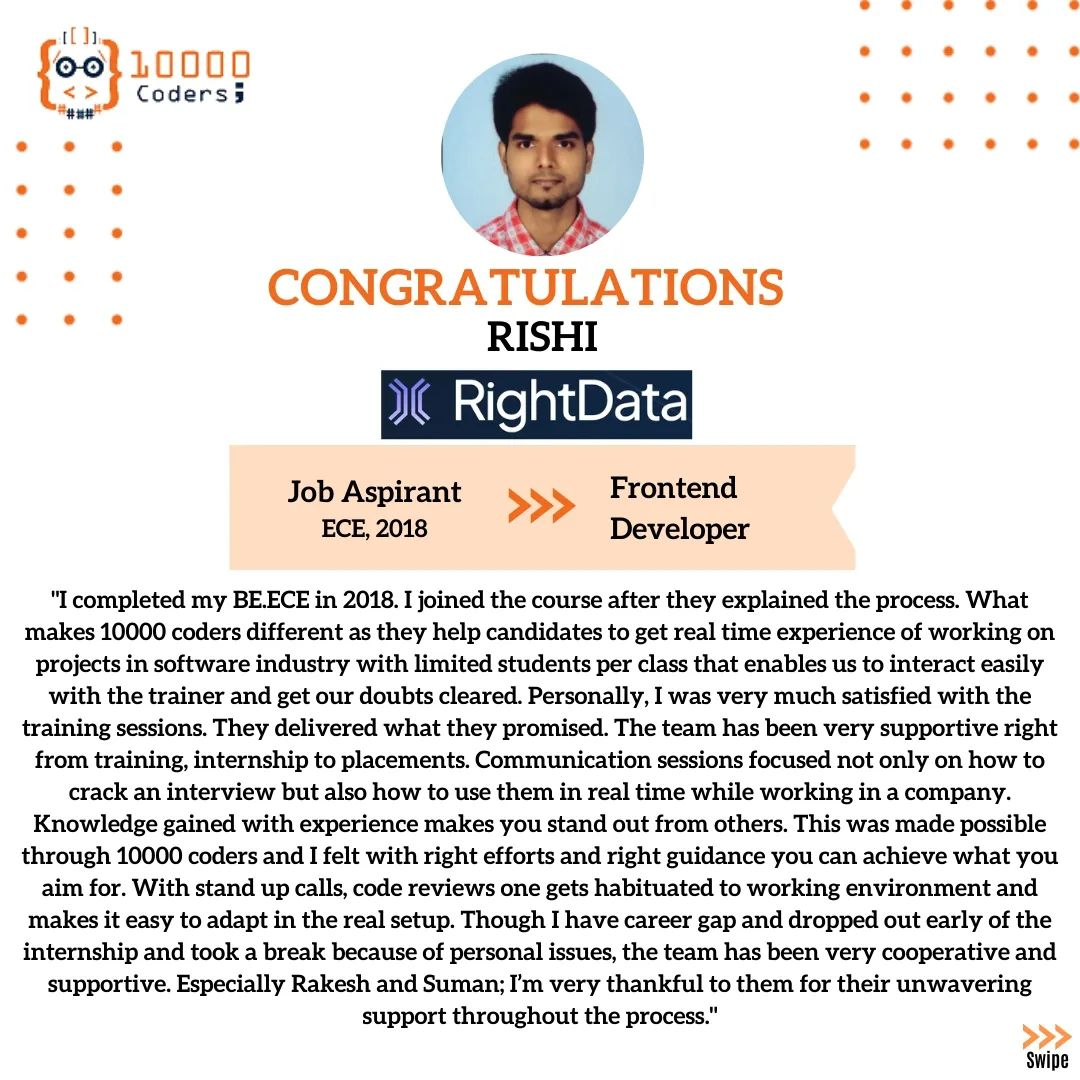 10000
Coders;
CONGRATULATIONS
RISHI
RightData
Job Aspirant
ECE, 2018
Frontend
Developer
"I completed my BE.ECE in 2018. I joined the course after they explained the process. What
makes 10000 coders different as they help candidates to get real time experience of working on
projects in software industry with limited students per class that enables us to interact easily
with the trainer and get our doubts cleared. Personally, I was very much satisfied with the
training sessions. They delivered what they promised. The team has been very supportive right
from training, internship to placements. Communication sessions focused not only on how to
crack an interview but also how to use them in real time while working in a company.
Knowledge gained with experience makes you stand out from others. This was made possible
through 10000 coders and I felt with right efforts and right guidance you can achieve what you
aim for. With stand up calls, code reviews one gets habituated to working environment and
makes it easy to adapt in the real setup. Though I have career gap and dropped out early of the
internship and took a break because of personal issues, the team has been very cooperative and
supportive. Especially Rakesh and Suman; I’m very thankful to them for their unwavering
support throughout the process."
Swipe